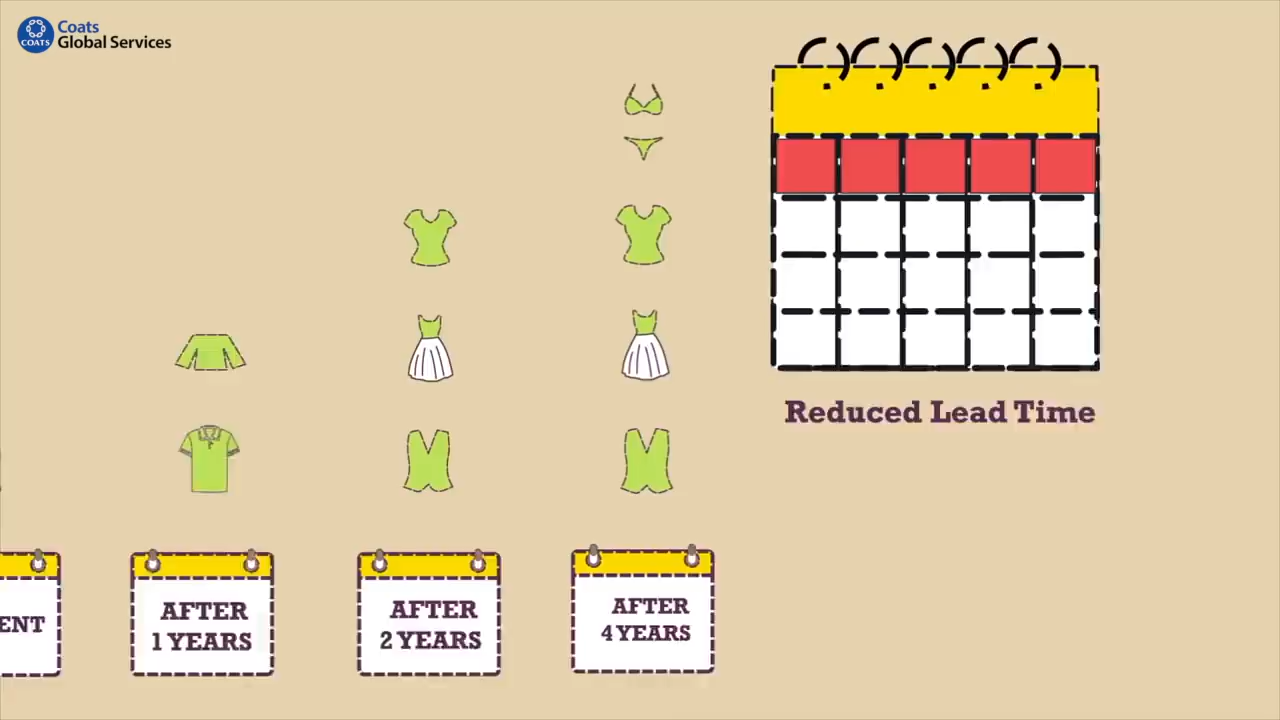 Coats
Global Services
COATS
Reduced Lead Time
ENT
AFTER
1 YEARS
AFTER
2 YEARS
AFTER
4 YEARS